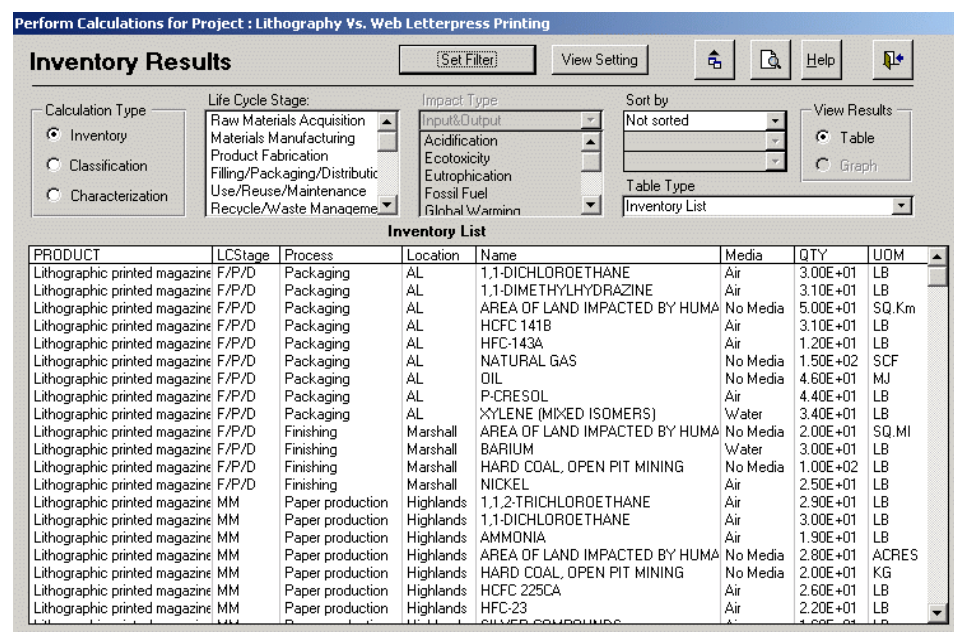 Perform Calculations for Project : Lithography Vs. Web Letterpress Printing
Inventory Results
Set Filter
View Setting
Help
Calculation Type
Inventory
Classification
Characterization
Life Cycle Stage:
Raw Materials Acquisition
Materials Manufacturing
Product Fabrication
Filling/Packaging/Distributic
Use/Reuse/Maintenance
Recycle/Waste Manageme
Impact Type
Input&Output
Acidification
Ecotoxicity
Eutrophication
Fossil Fuel
Global Warming
Sort by
Not sorted
Table Type
Inventory List
View Results
Table
Graph
Inventory List
PRODUCT LCStage Process Location Name Media QTY UOM
Lithographic printed magazine F/P/D Packaging AL 1,1-DICHLOROETHANE Air 3.00E+01 LB
Lithographic printed magazine F/P/D Packaging AL 1,1-DIMETHYLHYDRAZINE Air 3.10E+01 LB
Lithographic printed magazine F/P/D Packaging AL AREA OF LAND IMPACTED BY HUMA No Media 5.00E+01 SQ.Km
Lithographic printed magazine F/P/D Packaging AL HCFC 141B Air 3.10E+01 LB
Lithographic printed magazine F/P/D Packaging AL HFC-143A Air 1.20E+01 LB
Lithographic printed magazine F/P/D Packaging AL NATURAL GAS No Media 1.50E+02 SCF
Lithographic printed magazine F/P/D Packaging AL OIL No Media 4.60E+01 MJ
Lithographic printed magazine F/P/D Packaging AL P-CRESOL Air 4.40E+01 LB
Lithographic printed magazine F/P/D Packaging AL XYLENE (MIXED ISOMERS) Water 3.40E+01 LB
Lithographic printed magazine F/P/D Finishing Marshall AREA OF LAND IMPACTED BY HUMA No Media 2.00E+01 SQ.MI
Lithographic printed magazine F/P/D Finishing Marshall BARIUM Water 3.00E+01 LB
Lithographic printed magazine F/P/D Finishing Marshall HARD COAL, OPEN PIT MINING No Media 1.00E+02 LB
Lithographic printed magazine F/P/D Finishing Marshall NICKEL Air 2.50E+01 LB
Lithographic printed magazine MM Paper production Highlands 1,1,2-TRICHLOROETHANE Air 2.90E+01 LB
Lithographic printed magazine MM Paper production Highlands 1,1-DICHLOROETHANE Air 3.00E+01 LB
Lithographic printed magazine MM Paper production Highlands AMMONIA Air 1.90E+01 LB
Lithographic printed magazine MM Paper production Highlands AREA OF LAND IMPACTED BY HUMA No Media 2.80E+01 ACRES
Lithographic printed magazine MM Paper production Highlands HARD COAL, OPEN PIT MINING No Media 2.00E+01 KG
Lithographic printed magazine MM Paper production Highlands HCFC 225CA Air 2.60E+01 LB
Lithographic printed magazine MM Paper production Highlands HFC-23 Air 2.20E+01 LB